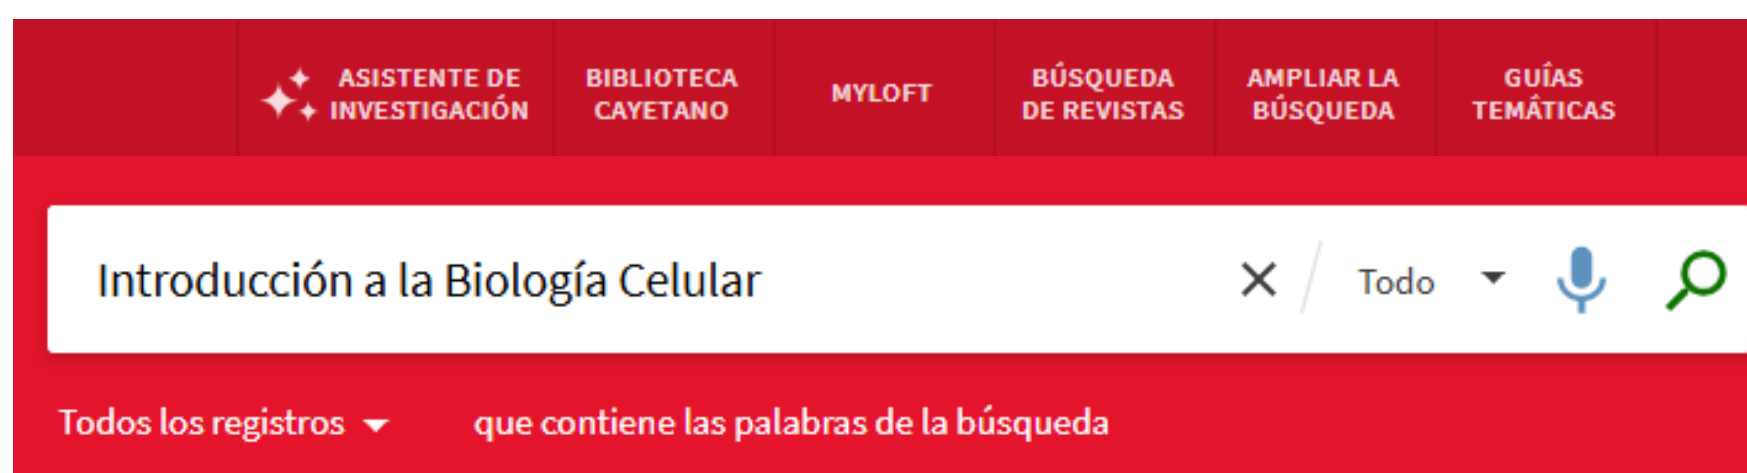 ASISTENTE DE
INVESTIGACIÓN
BIBLIOTECA
CAYETANO
MYLOFT
BÚSQUEDA
DE REVISTAS
AMPLIAR LA
BÚSQUEDA
GUÍAS
TEMÁTICAS
Introducción a la Biología Celular
Todo
Todos los registros
que contiene las palabras de la búsqueda